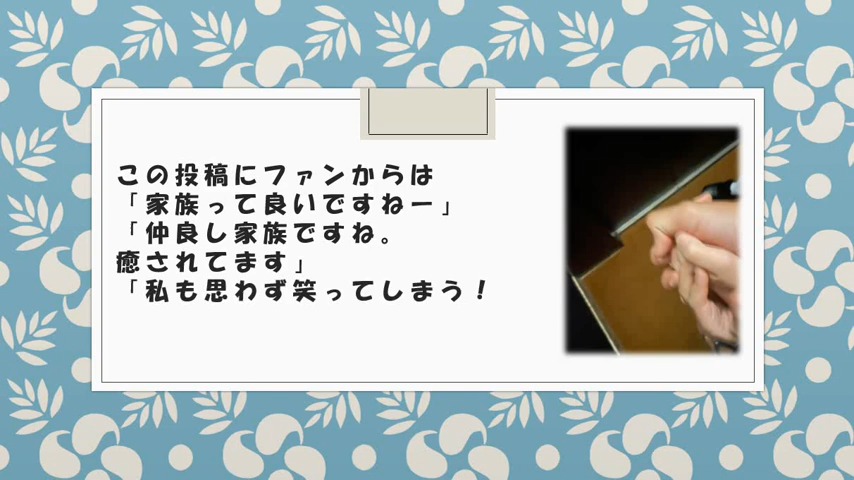 この投稿にファンからは
「家族って良いですねー」
「仲良し家族ですね。
癒されてます」
「私も思わず笑ってしまう！